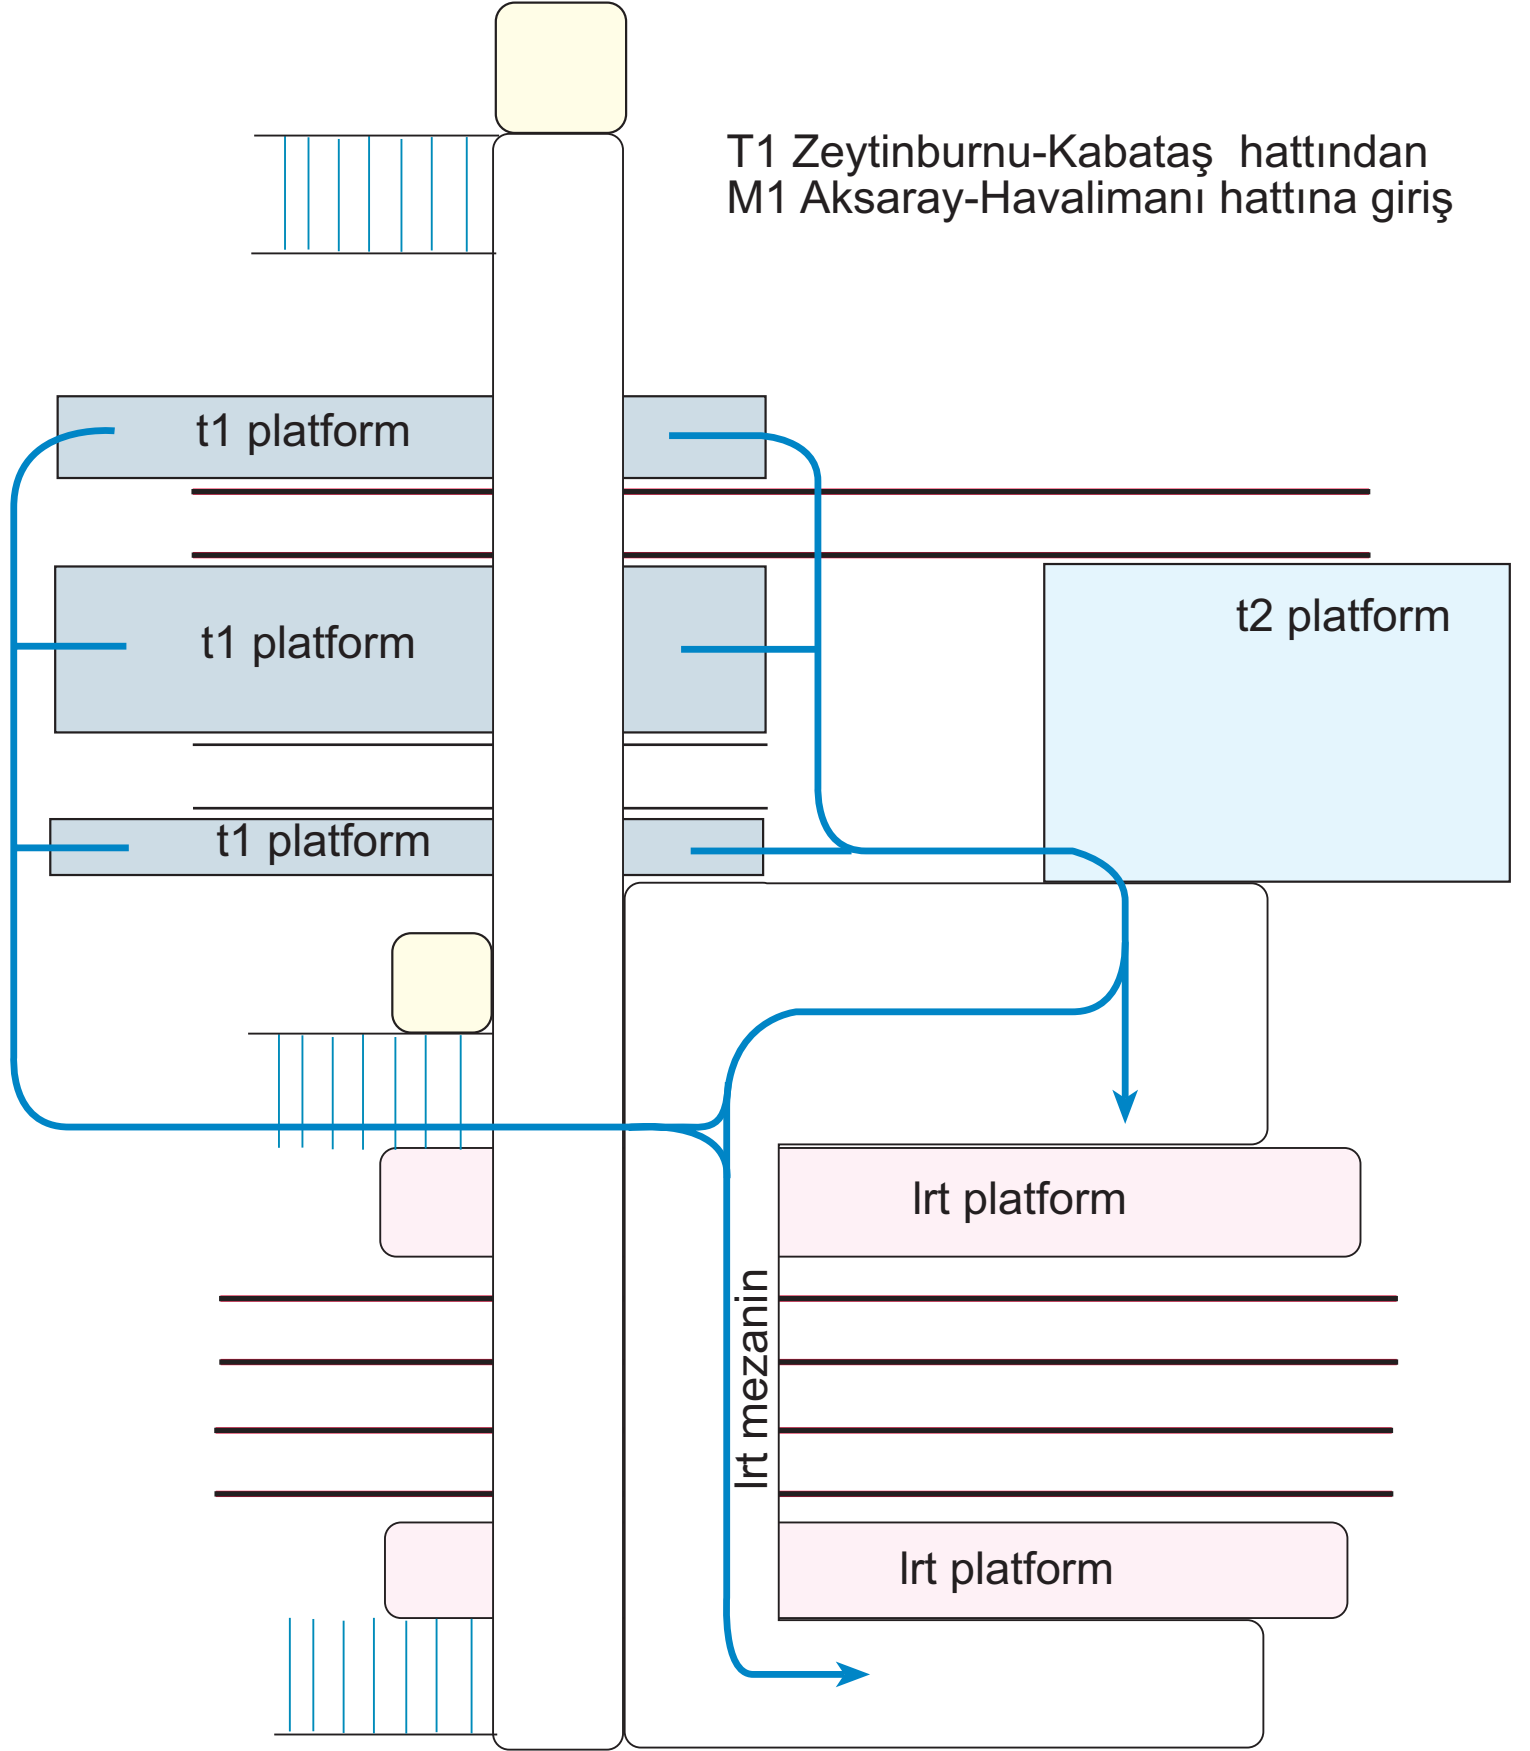 T1 Zeytinburnu-Kabataş hattından
M1 Aksaray-Havalimanı hattına giriş
t1 platform
t2 platform
t1 platform
t1 platform
lrt platform
lrt mezanin
lrt platform